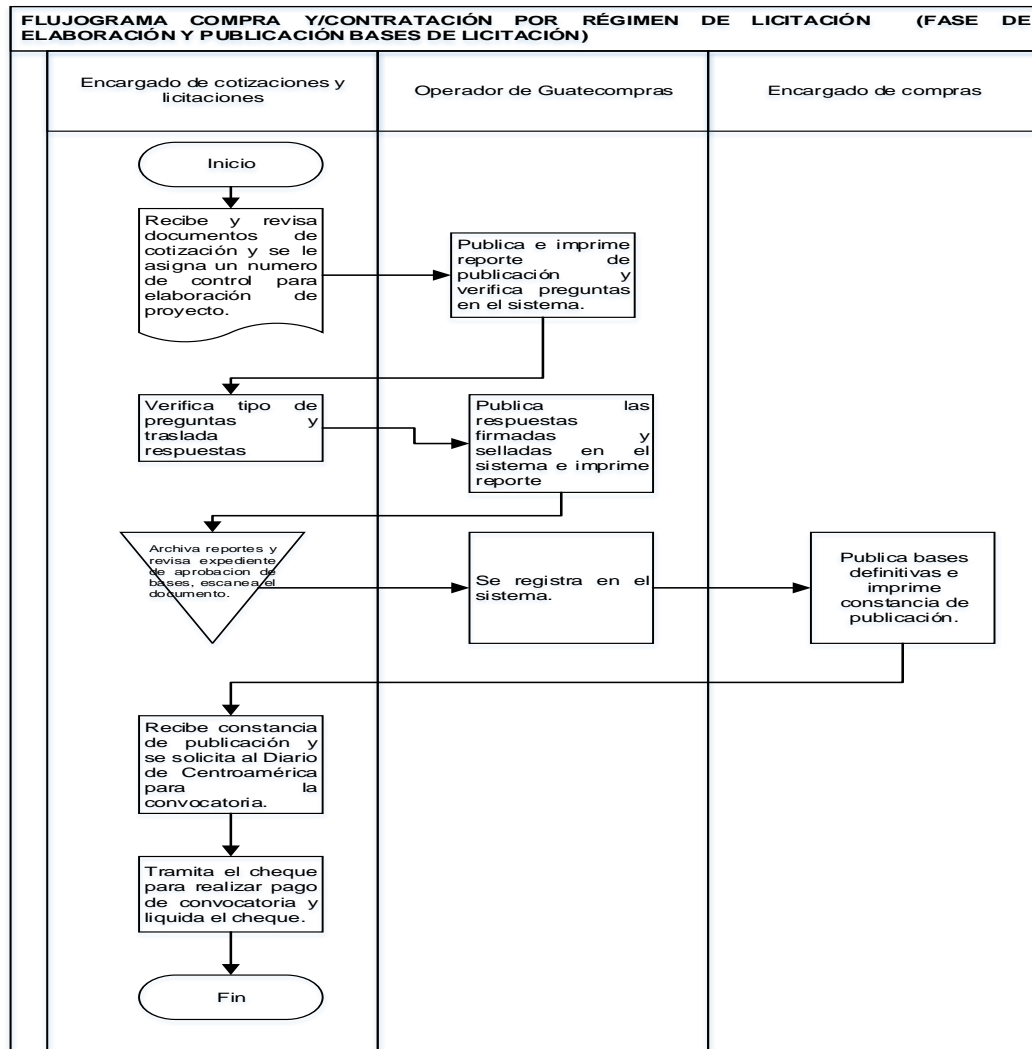 FLUJOGRAMA COMPRA Y/CONTRATACIÓN POR RÉGIMEN DE LICITACIÓN (FASE DE
ELABORACIÓN Y PUBLICACIÓN BASES DE LICITACIÓN)
Encargado de cotizaciones y
licitaciones
Operador de Guatecompras
Encargado de compras
Inicio
Recibe y revisa
documentos de
cotización y se le
asigna un numero
de control para
elaboración de
proyecto.
Publica e imprime
reporte de
publicación y
verifica preguntas
en el sistema.
Verifica tipo de
preguntas y
traslada
respuestas
Publica las
respuestas
firmadas y
selladas en el
sistema e imprime
reporte
Archiva reportes y
revisa expediente
de aprobacion de
bases, escanea el
documento.
Se registra en el
sistema.
Publica bases
definitivas e
imprime
constancia de
publicación.
Recibe constancia
de publicación y
se solicita al Diario
de Centroamérica
para la
convocatoria.
Tramita el cheque
para realizar pago
de convocatoria y
liquida el cheque.
Fin